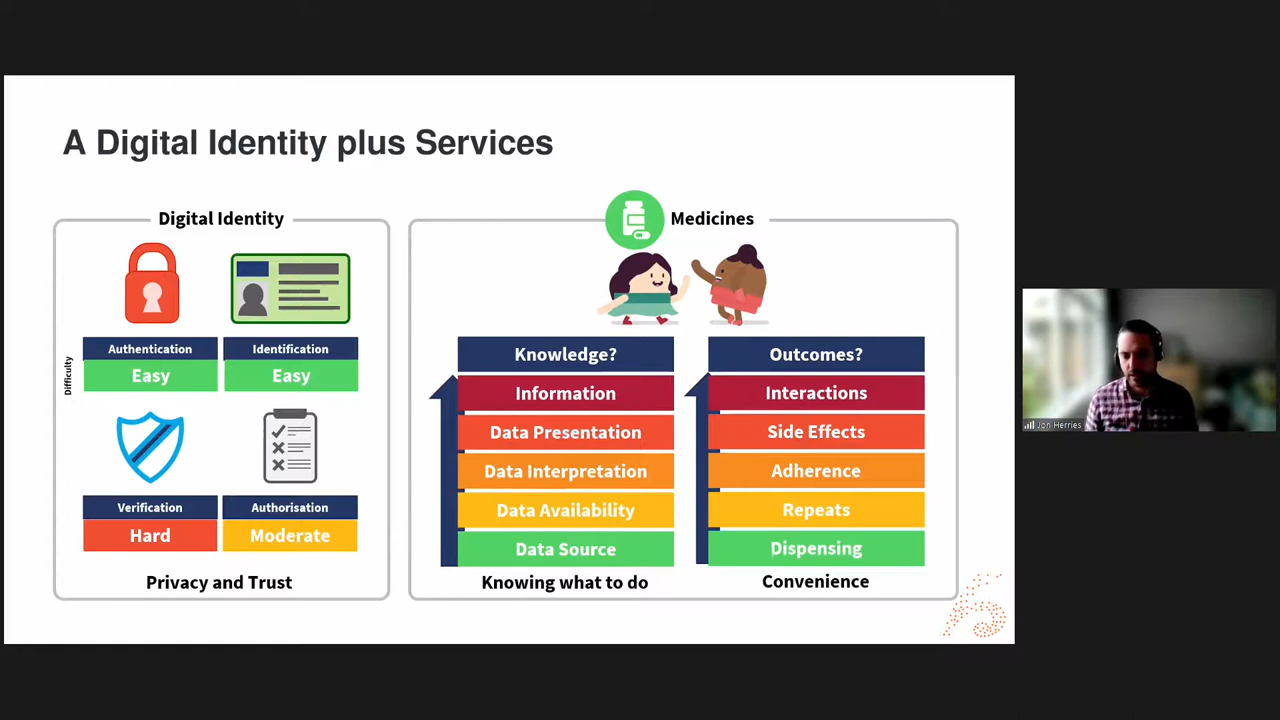 A Digital Identity plus Services
Digital Identity
Difficulty
Authentication
Easy
Identification
Easy
Verification
Hard
Authorisation
Moderate
Privacy and Trust
Medicines
Knowledge?
Information
Data Presentation
Data Interpretation
Data Availability
Data Source
Knowing what to do
Outcomes?
Interactions
Side Effects
Adherence
Repeats
Dispensing
Convenience
Jon Herries